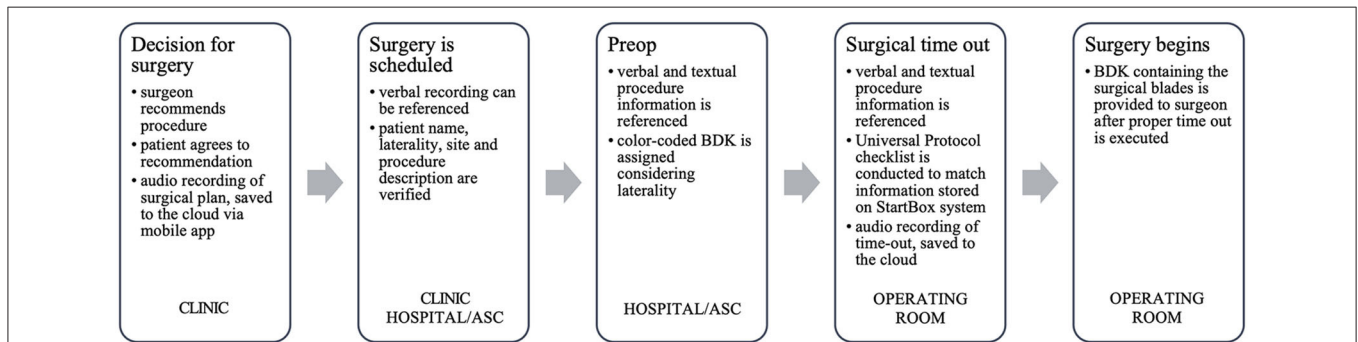 Decision for
surgery
• surgeon
recommends
procedure
• patient agrees to
recommendation
• audio recording of
surgical plan, saved
to the cloud via
mobile app
CLINIC
Surgery is
scheduled
• verbal recording can
be referenced
• patient name,
laterality, site and
procedure
description are
verified
CLINIC
HOSPITAL/ASC
Preop
• verbal and textual
procedure
information is
referenced
• color-coded BDK is
assigned
considering
laterality
HOSPITAL/ASC
Surgical time out
• verbal and textual
procedure
information is
referenced
• Universal Protocol
checklist is
conducted to match
information stored
on StartBox system
• audio recording of
time-out, saved to
the cloud
OPERATING
ROOM
Surgery begins
• BDK containing the
surgical blades is
provided to surgeon
after proper time out
is executed
OPERATING
ROOM